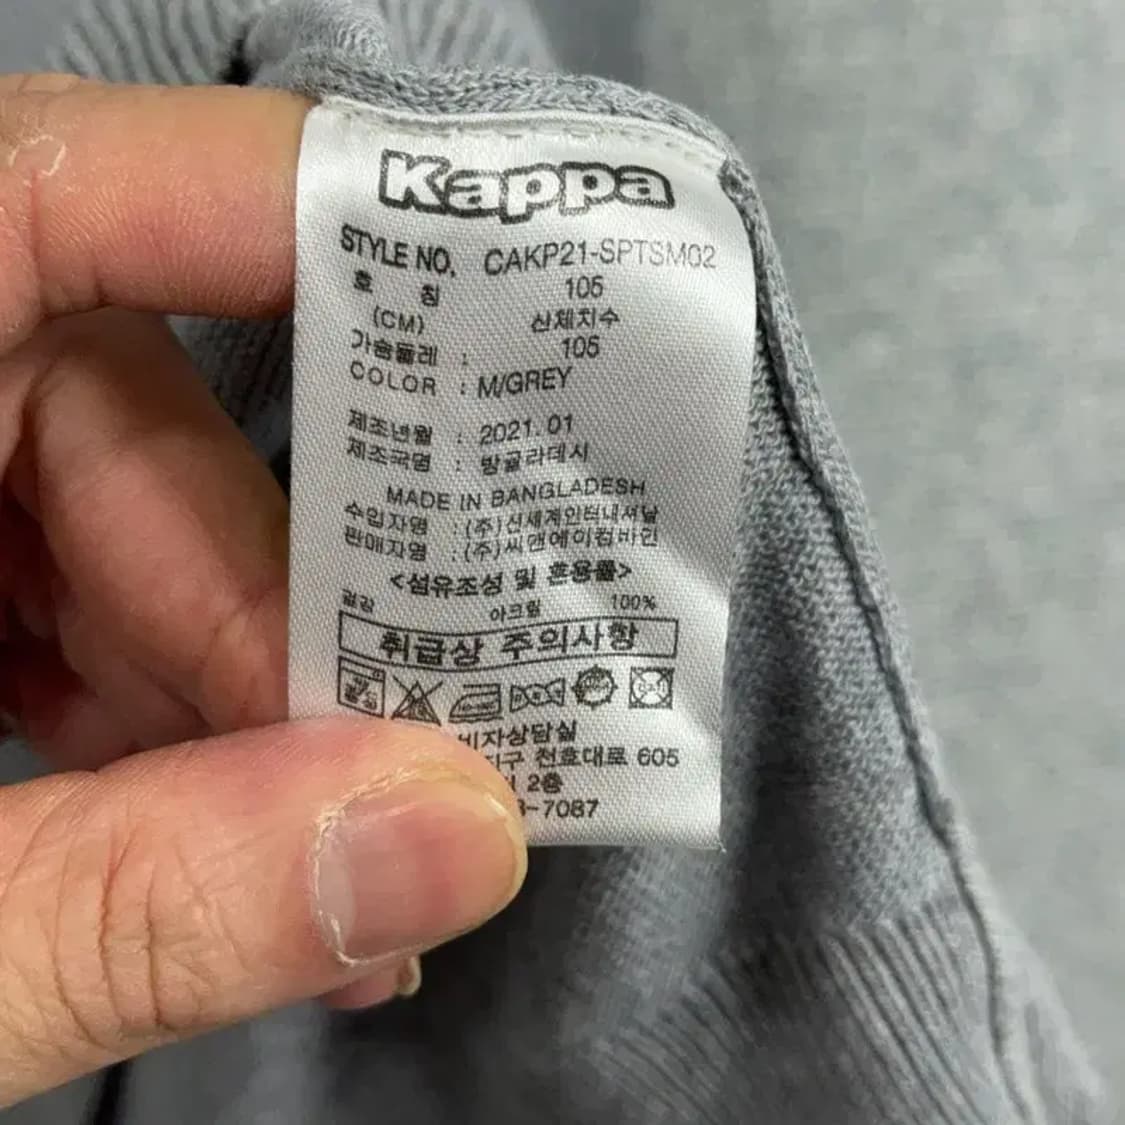 Kappa
STYLE NO. CAKP21-SPTSM02
호 칭 105
(CM) 신체치수
가슴둘레 : 105
COLOR : M/GREY
제조년월 : 2021. 01
제조국명 : 방글라데시
MADE IN BANGLADESH
수입자명 : (주)신세계인터내셔날
판매자명 : (주)씨앤에이컴바인
<섬유조성 및 혼용률>
겉감 아크릴 100%
취급상 주의사항
비자상담실
천호대로 605
2층
-7087